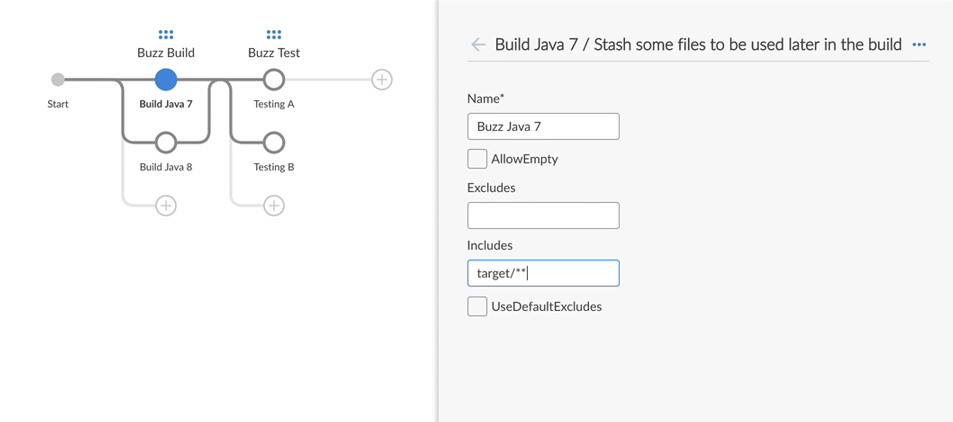 Buzz Build
Buzz Test
Start
Build Java 7
Testing A
Build Java 8
Testing B
Build Java 7 / Stash some files to be used later in the build
Name*
Buzz Java 7
AllowEmpty
Excludes
Includes
target/**
UseDefaultExcludes